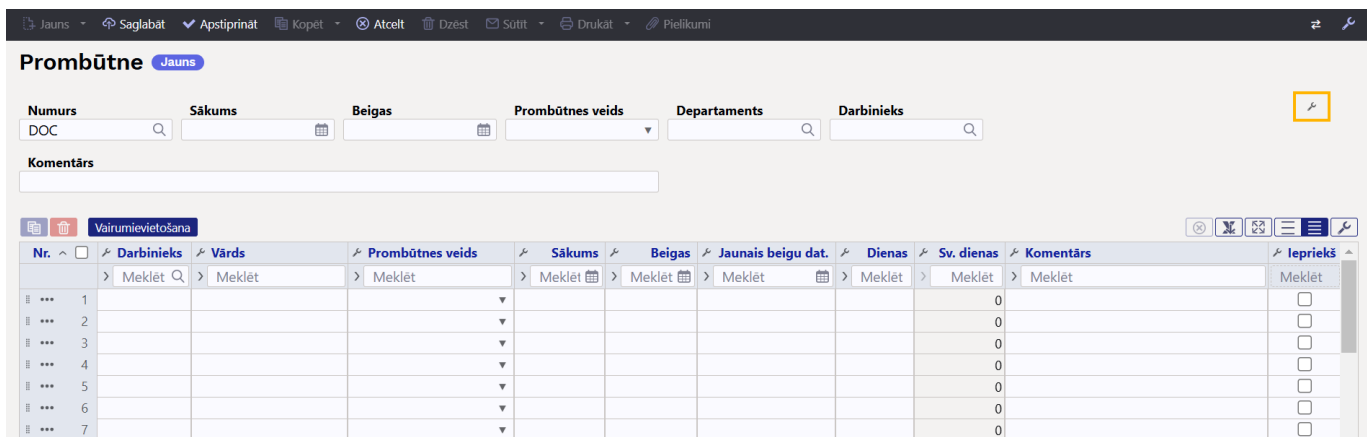 Jauns Saglabāt Apstiprināt Kopēt Atcelt Dzēst Sūtīt Drukāt Pielikumi
Prombūtne Jauns
Numurs Sākums Beigas Prombūtnes veids Departaments Darbinieks
DOC
Komentārs
Vairumievietošana
Nr. Darbinieks Vārds Prombūtnes veids Sākums Beigas Jaunais beigu dat. Dienas Sv. dienas Komentārs Iepriekš
Meklēt Meklēt Meklēt Meklēt Meklēt Meklēt Meklēt Meklēt Meklēt Meklēt
1 0
2 0
3 0
4 0
5 0
6 0
7 0